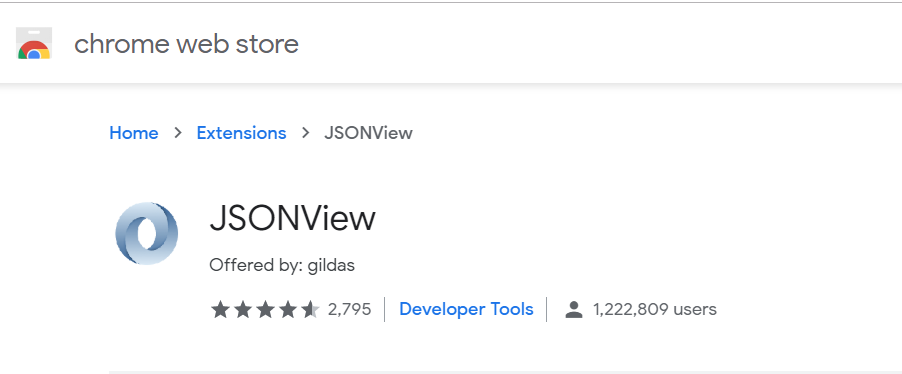 chrome web store
Home > Extensions > JSONView
JSONView
Offered by: gildas
2,795 Developer Tools 1,222,809 users